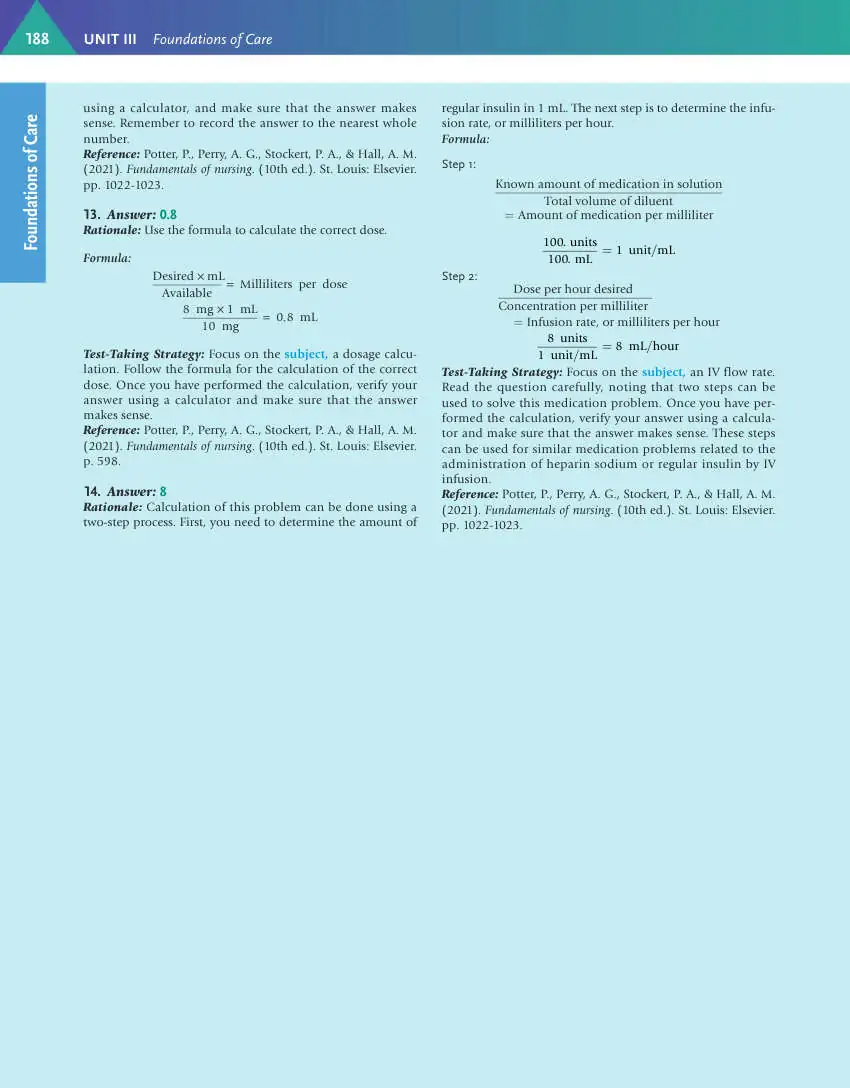 188 UNIT III Foundations of Care
Foundations of Care
using a calculator, and make sure that the answer makes
sense. Remember to record the answer to the nearest whole
number.
Reference: Potter, P., Perry, A. G., Stockert, P. A., & Hall, A. M.
(2021). Fundamentals of nursing. (10th ed.). St. Louis: Elsevier.
pp. 1022-1023.
13. Answer: 0.8
Rationale: Use the formula to calculate the correct dose.
Formula:
Desired × mL
Available
= Milliliters per dose
8 mg × 1 mL
10 mg
= 0.8 mL
Test-Taking Strategy: Focus on the subject, a dosage calcu-
lation. Follow the formula for the calculation of the correct
dose. Once you have performed the calculation, verify your
answer using a calculator and make sure that the answer
makes sense.
Reference: Potter, P., Perry, A. G., Stockert, P. A., & Hall, A. M.
(2021). Fundamentals of nursing. (10th ed.). St. Louis: Elsevier.
p. 598.
14. Answer: 8
Rationale: Calculation of this problem can be done using a
two-step process. First, you need to determine the amount of
regular insulin in 1 mL. The next step is to determine the infu-
sion rate, or milliliters per hour.
Formula:
Step 1:
Known amount of medication in solution
Total volume of diluent
= Amount of medication per milliliter
100. units
100. mL
= 1 unit/mL
Step 2:
Dose per hour desired
Concentration per milliliter
= Infusion rate, or milliliters per hour
8 units
1 unit/mL
= 8 mL/hour
Test-Taking Strategy: Focus on the subject, an IV flow rate.
Read the question carefully, noting that two steps can be
used to solve this medication problem. Once you have per-
formed the calculation, verify your answer using a calcula-
tor and make sure that the answer makes sense. These steps
can be used for similar medication problems related to the
administration of heparin sodium or regular insulin by IV
infusion.
Reference: Potter, P., Perry, A. G., Stockert, P. A., & Hall, A. M.
(2021). Fundamentals of nursing. (10th ed.). St. Louis: Elsevier.
pp. 1022-1023.